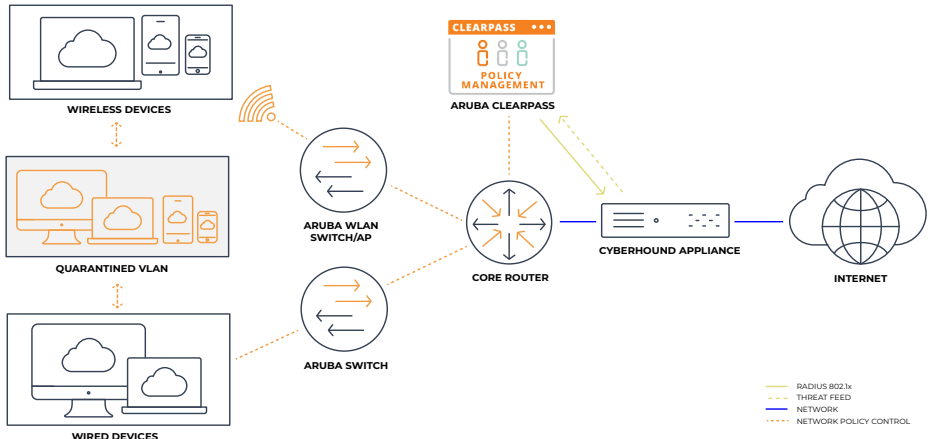 CLEARPASS
POLICY
MANAGEMENT
ARUBA CLEARPASS
WIRELESS DEVICES
ARUBA WLAN
SWITCH/AP
QUARANTINED VLAN
CORE ROUTER
CYBERHOUND APPLIANCE
INTERNET
ARUBA SWITCH
WIRED DEVICES
RADIUS 802.1x
THREAT FEED
NETWORK
NETWORK POLICY CONTROL